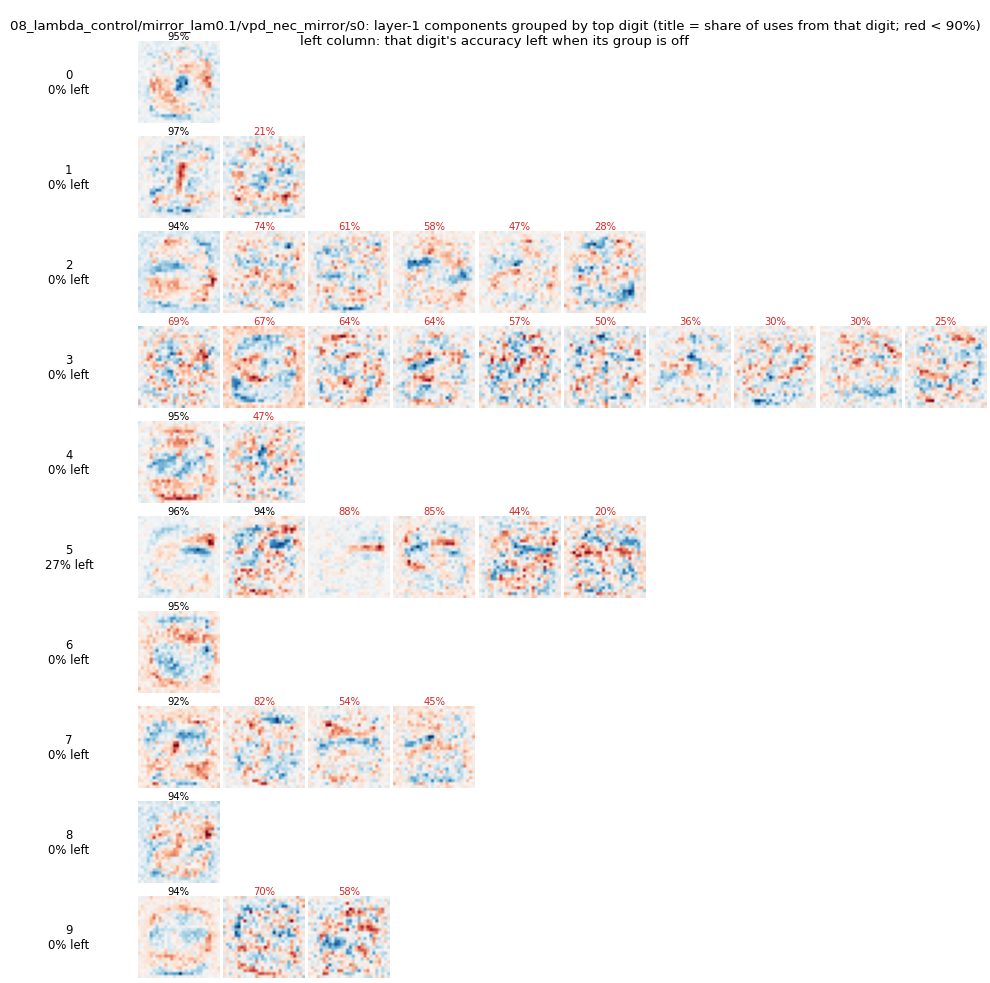 08_lambda_control/mirror_lam0.1/vpd_nec_mirror/s0: layer-1 components grouped by top digit (title = share of uses from that digit; red < 90%)
left column: that digit's accuracy left when its group is off
95%
0
0% left
97% 21%
1
0% left
94% 74% 61% 58% 47% 28%
2
0% left
69% 67% 64% 64% 57% 50% 36% 30% 30% 25%
3
0% left
95% 47%
4
0% left
96% 94% 88% 85% 44% 20%
5
27% left
95%
6
0% left
92% 82% 54% 45%
7
0% left
94%
8
0% left
94% 70% 58%
9
0% left